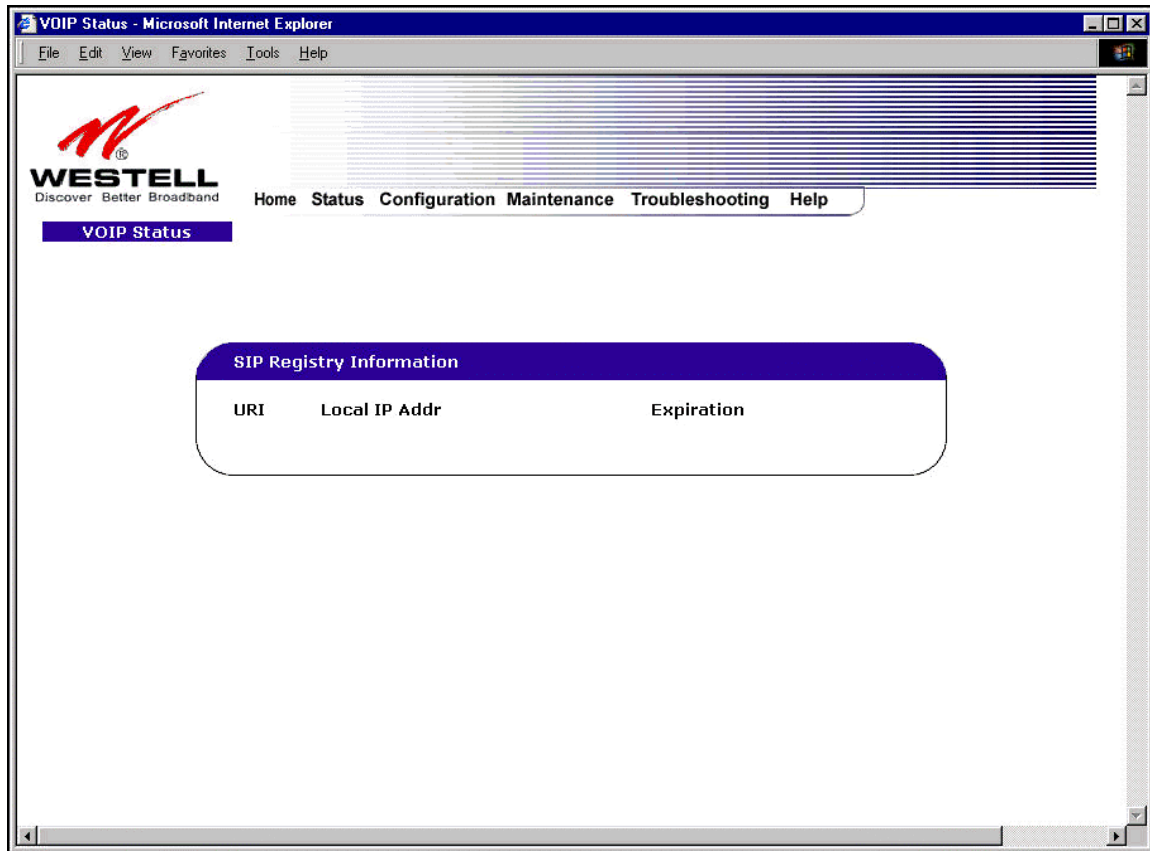 VOIP Status - Microsoft Internet Explorer
File Edit View Favorites Tools Help
®
WESTELL
Discover Better Broadband
Home Status Configuration Maintenance Troubleshooting Help
VOIP Status
SIP Registry Information
URI Local IP Addr Expiration